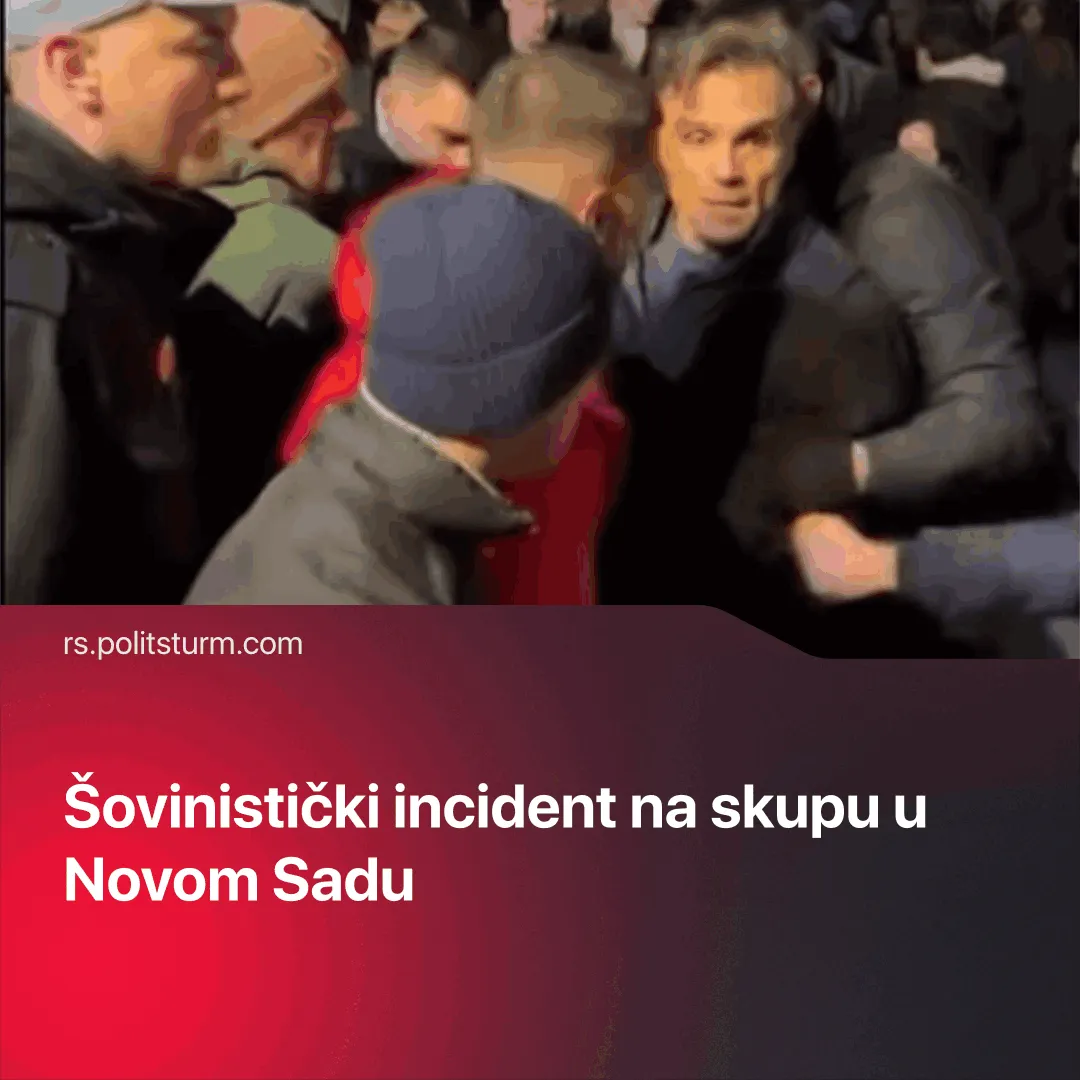 rs.politsturm.com
Šovinistički incident na skupu u
Novom Sadu